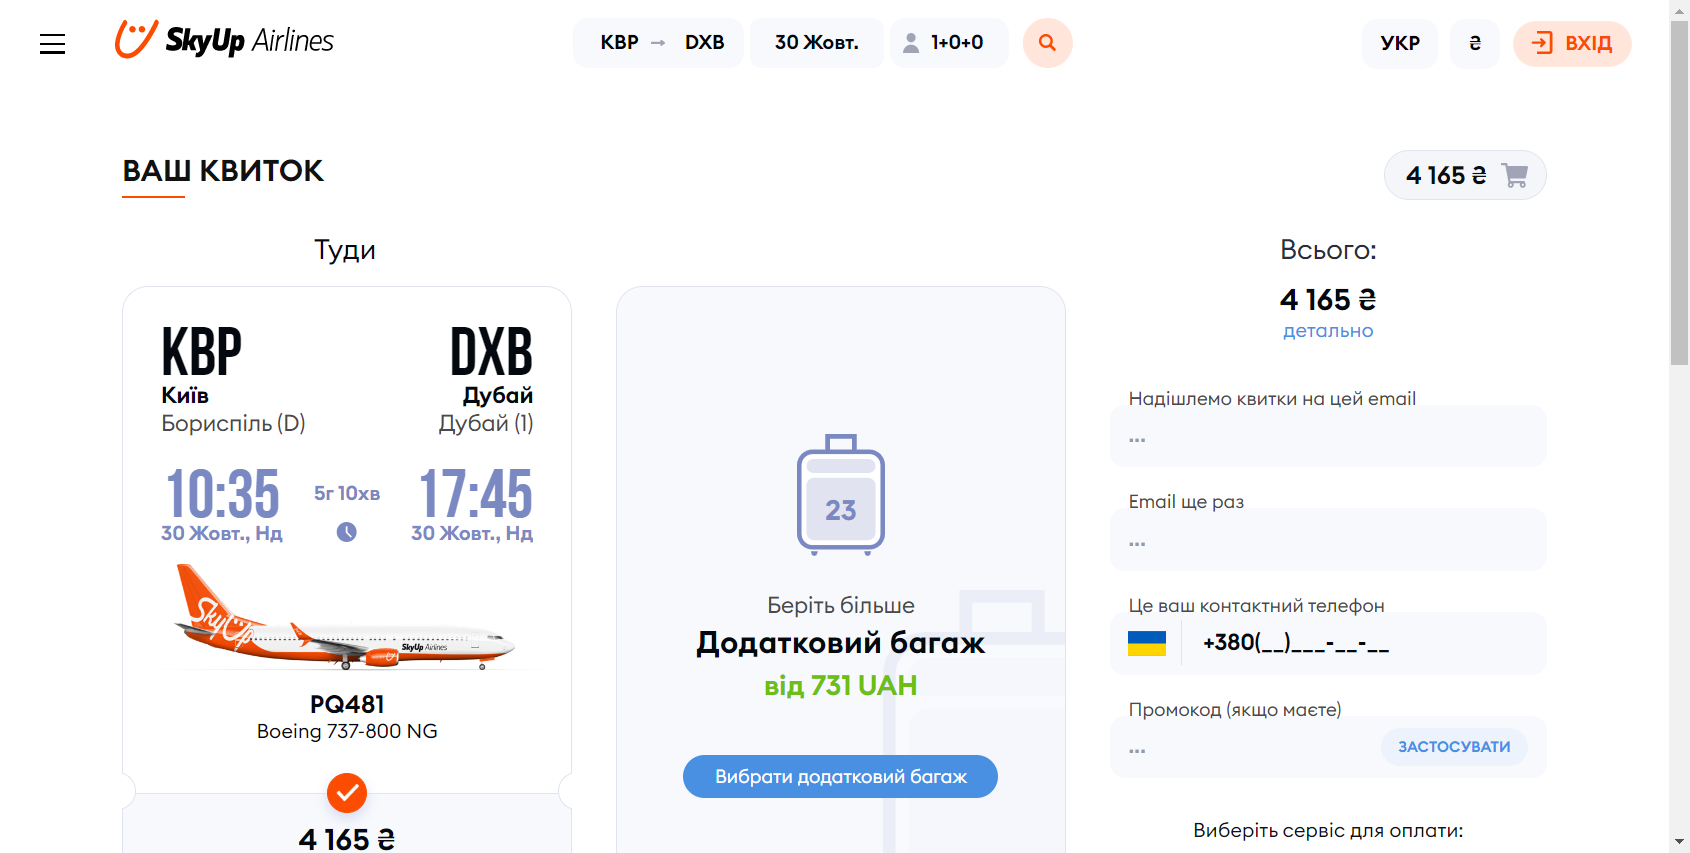 SkyUp Airlines
KBP → DXB
30 Жовт.
1+0+0
УКР
₴
ВХІД
ВАШ КВИТОК
4 165 ₴
Туди
KBP
DXB
Київ
Дубай
Бориспіль (D)
Дубай (1)
10:35
5г 10хв
17:45
30 Жовт., Нд
30 Жовт., Нд
SkyUp
SkyUp Airlines
PQ481
Boeing 737-800 NG
4 165 ₴
23
Беріть більше
Додатковий багаж
від 731 UAH
Вибрати додатковий багаж
Всього:
4 165 ₴
детально
Надішлемо квитки на цей email
...
Email ще раз
...
Це ваш контактний телефон
+380(__)___-__-__
Промокод (якщо маєте)
...
ЗАСТОСУВАТИ
Виберіть сервіс для оплати: